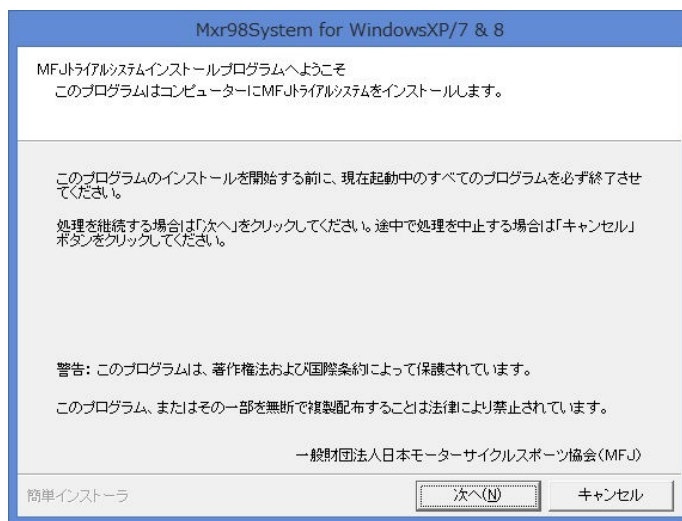 Mxr98System for WindowsXP/7 & 8
MFJﾄﾗｲｱﾙｼｽﾃﾑインストールプログラムへようこそ
このプログラムはコンピューターにMFJﾄﾗｲｱﾙｼｽﾃﾑをインストールします。
このプログラムのインストールを開始する前に、現在起動中のすべてのプログラムを必ず終了させ
てください。
処理を継続する場合は「次へ」をクリックしてください。途中で処理を中止する場合は「キャンセル」
ボタンをクリックしてください。
警告: このプログラムは、著作権法および国際条約によって保護されています。
このプログラム、またはその一部を無断で複製配布することは法律により禁止されています。
一般財団法人日本モーターサイクルスポーツ協会(MFJ)
簡単インストーラ
次へ(N)
キャンセル